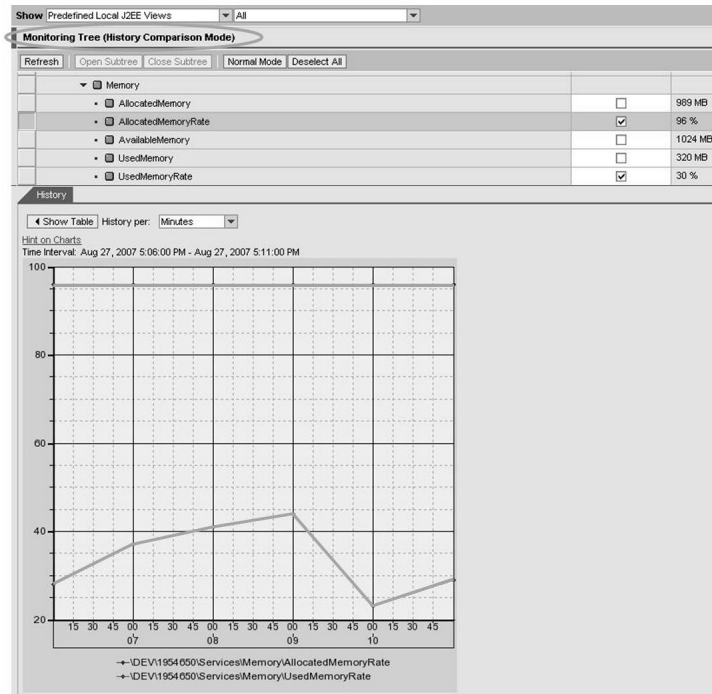 Show Predefined Local J2EE Views All
Monitoring Tree (History Comparison Mode)
Refresh Open Subtree Close Subtree Normal Mode Deselect All
Memory
AllocatedMemory 989 MB
AllocatedMemoryRate 96 %
AvailableMemory 1024 MB
UsedMemory 320 MB
UsedMemoryRate 30 %
History
Show Table History per: Minutes
Hint on Charts
Time Interval: Aug 27, 2007 5:06:00 PM - Aug 27, 2007 5:11:00 PM
100
80
60
40
20
15 30 45 00 15 30 45 00 15 30 45 00 15 30 45 00 15 30 45
07 08 09 10
\DEV\1954650\Services\Memory\AllocatedMemoryRate
\DEV\1954650\Services\Memory\UsedMemoryRate